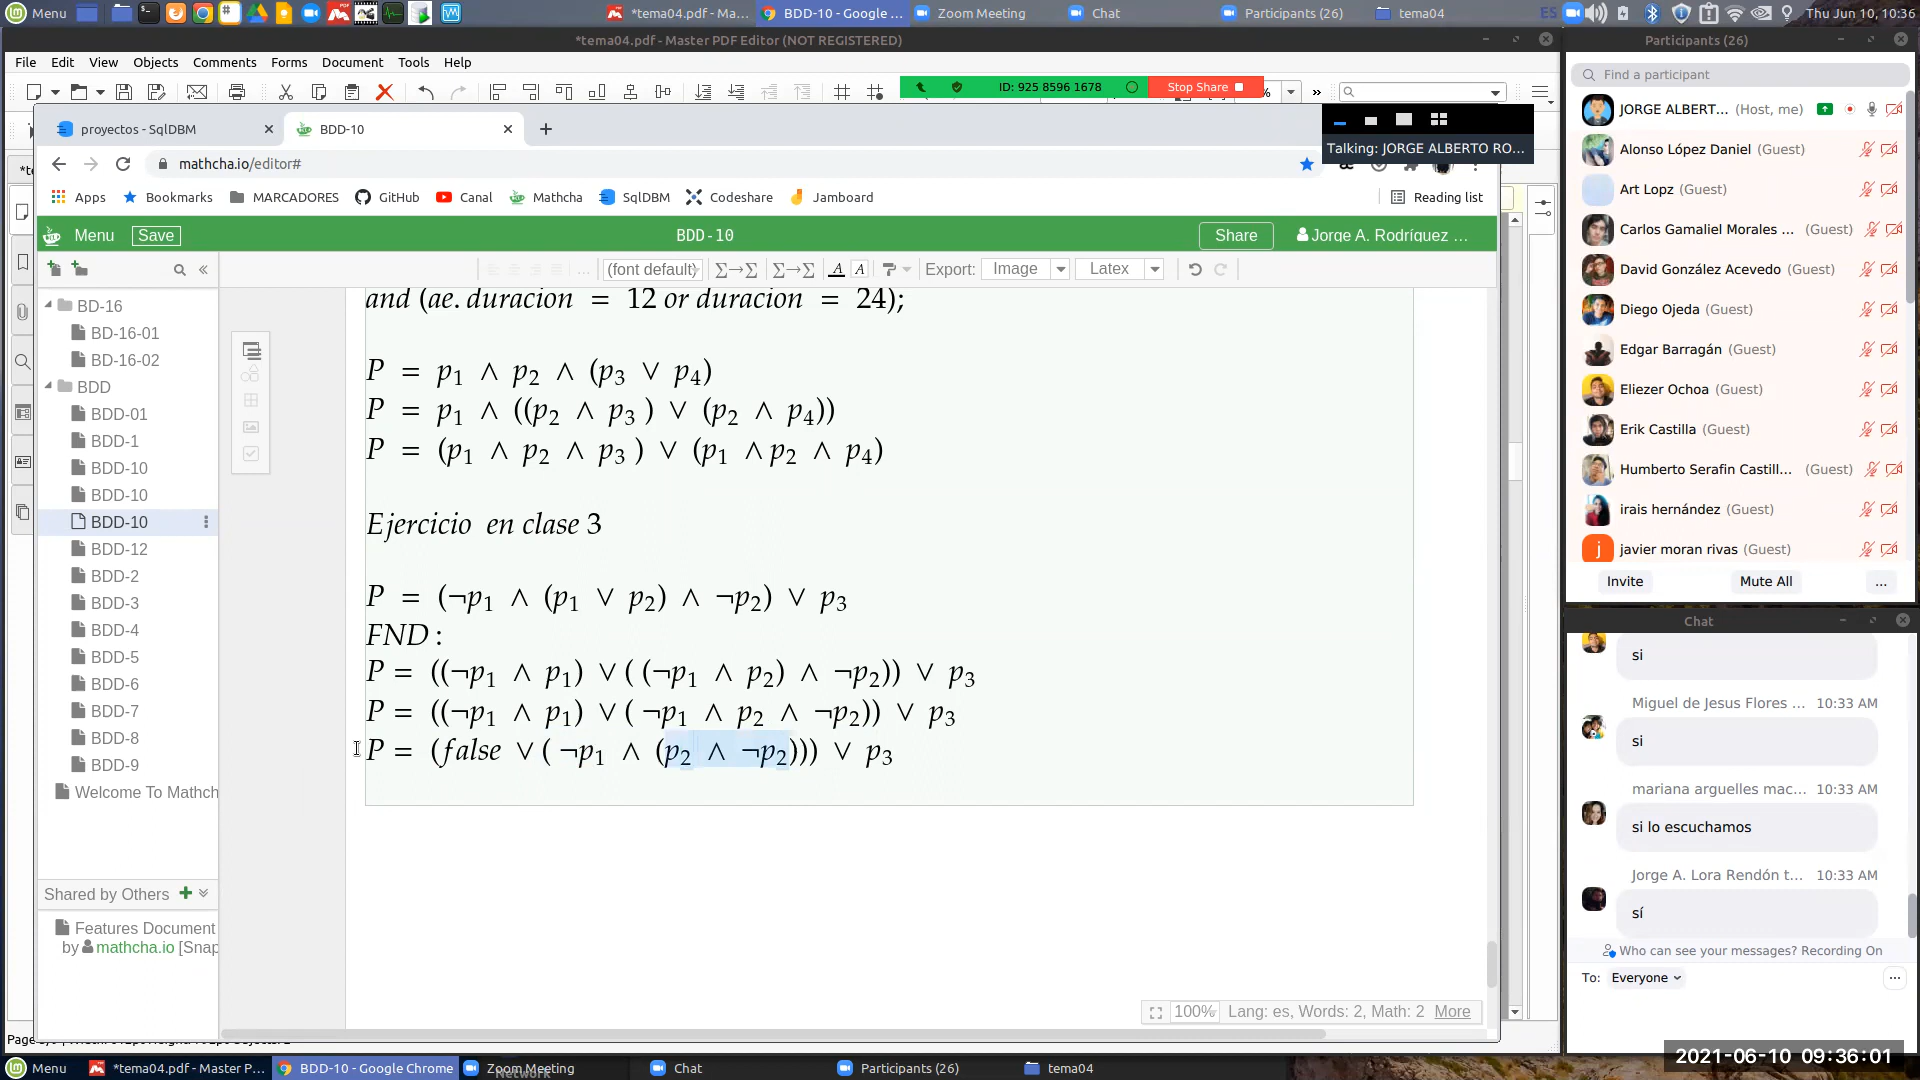 Menu
*tema04.pdf - Ma...
BDD-10 - Google ...
Zoom Meeting
Chat
Participants (26)
tema04
ES
Thu Jun 10, 10:36
*tema04.pdf - Master PDF Editor (NOT REGISTERED)
File Edit View Objects Comments Forms Document Tools Help
ID: 925 8596 1678
Stop Share
%
»
proyectos - SqlDBM
BDD-10
Talking: JORGE ALBERTO RO...
mathcha.io/editor#
Apps Bookmarks MARCADORES GitHub Canal Mathcha SqlDBM Codeshare Jamboard Reading list
Menu Save BDD-10 Share Jorge A. Rodríguez ...
(font default) Σ→Σ Σ→Σ A A Export: Image Latex
BD-16
BD-16-01
BD-16-02
BDD
BDD-01
BDD-1
BDD-10
BDD-10
BDD-10
BDD-12
BDD-2
BDD-3
BDD-4
BDD-5
BDD-6
BDD-7
BDD-8
BDD-9
Welcome To Mathch
Shared by Others
Features Document
by mathcha.io [Snap
and (ae. duracion = 12 or duracion = 24);
P = p1 ∧ p2 ∧ (p3 ∨ p4)
P = p1 ∧ ((p2 ∧ p3 ) ∨ (p2 ∧ p4))
P = (p1 ∧ p2 ∧ p3 ) ∨ (p1 ∧ p2 ∧ p4)
Ejercicio en clase 3
P = (¬p1 ∧ (p1 ∨ p2) ∧ ¬p2) ∨ p3
FND :
P = ((¬p1 ∧ p1) ∨ ( (¬p1 ∧ p2) ∧ ¬p2)) ∨ p3
P = ((¬p1 ∧ p1) ∨ ( ¬p1 ∧ p2 ∧ ¬p2)) ∨ p3
P = (false ∨ ( ¬p1 ∧ (p2 ∧ ¬p2))) ∨ p3
100% Lang: es, Words: 2, Math: 2 More
Participants (26)
Find a participant
JORGE ALBERT... (Host, me)
Alonso López Daniel (Guest)
Art Lopz (Guest)
Carlos Gamaliel Morales ... (Guest)
David González Acevedo (Guest)
Diego Ojeda (Guest)
Edgar Barragán (Guest)
Eliezer Ochoa (Guest)
Erik Castilla (Guest)
Humberto Serafin Castill... (Guest)
irais hernández (Guest)
j javier moran rivas (Guest)
Invite Mute All ...
Chat
si
Miguel de Jesus Flores ... 10:33 AM
si
mariana arguelles mac... 10:33 AM
si lo escuchamos
Jorge A. Lora Rendón t... 10:33 AM
sí
Who can see your messages? Recording On
To: Everyone
2021-06-10 09:36:01
Menu
*tema04.pdf - Master P...
BDD-10 - Google Chrome
Zoom Meeting
Network
Chat
Participants (26)
tema04